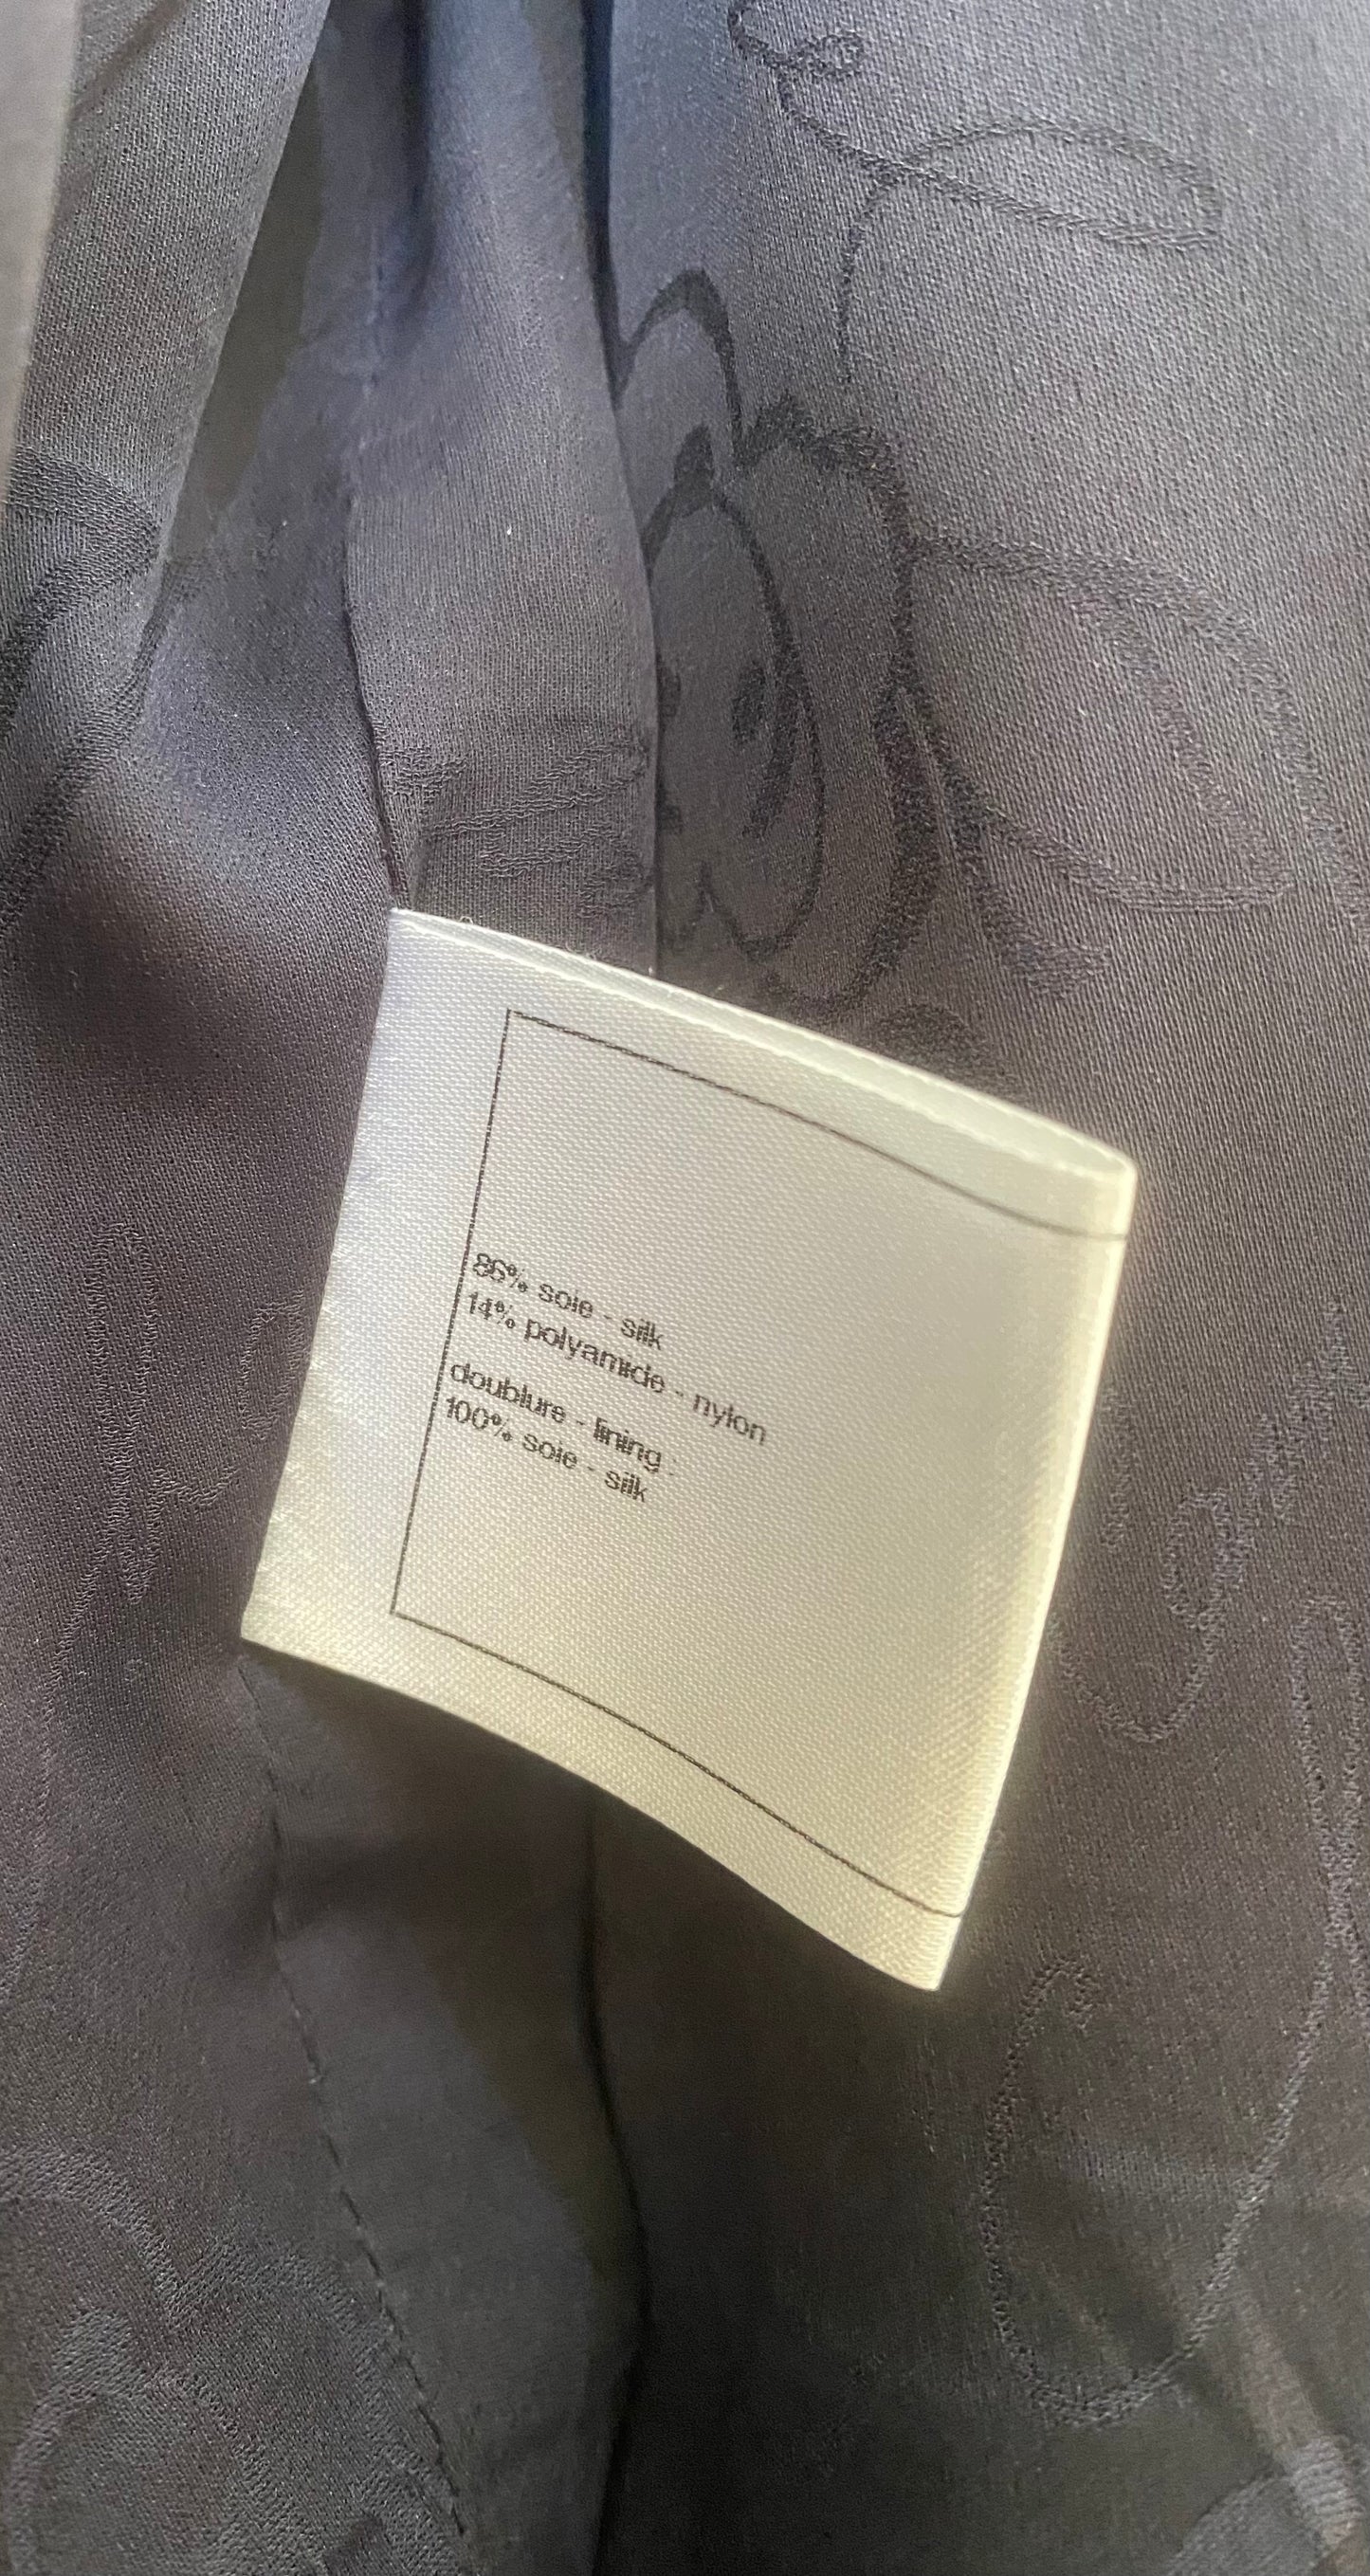 86% soie - silk
14% polyamide - nylon
doublure - lining :
100% soie - silk